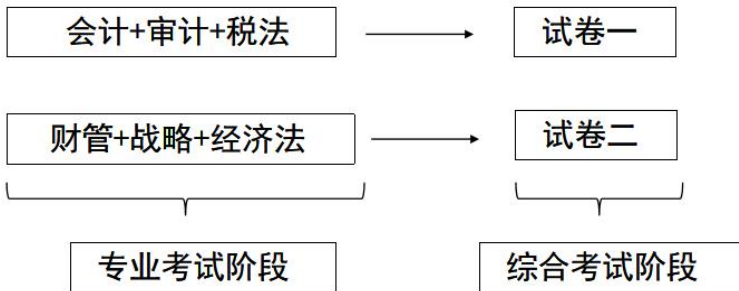 会计+审计+税法
试卷一
财管+战略+经济法
试卷二
专业考试阶段
综合考试阶段